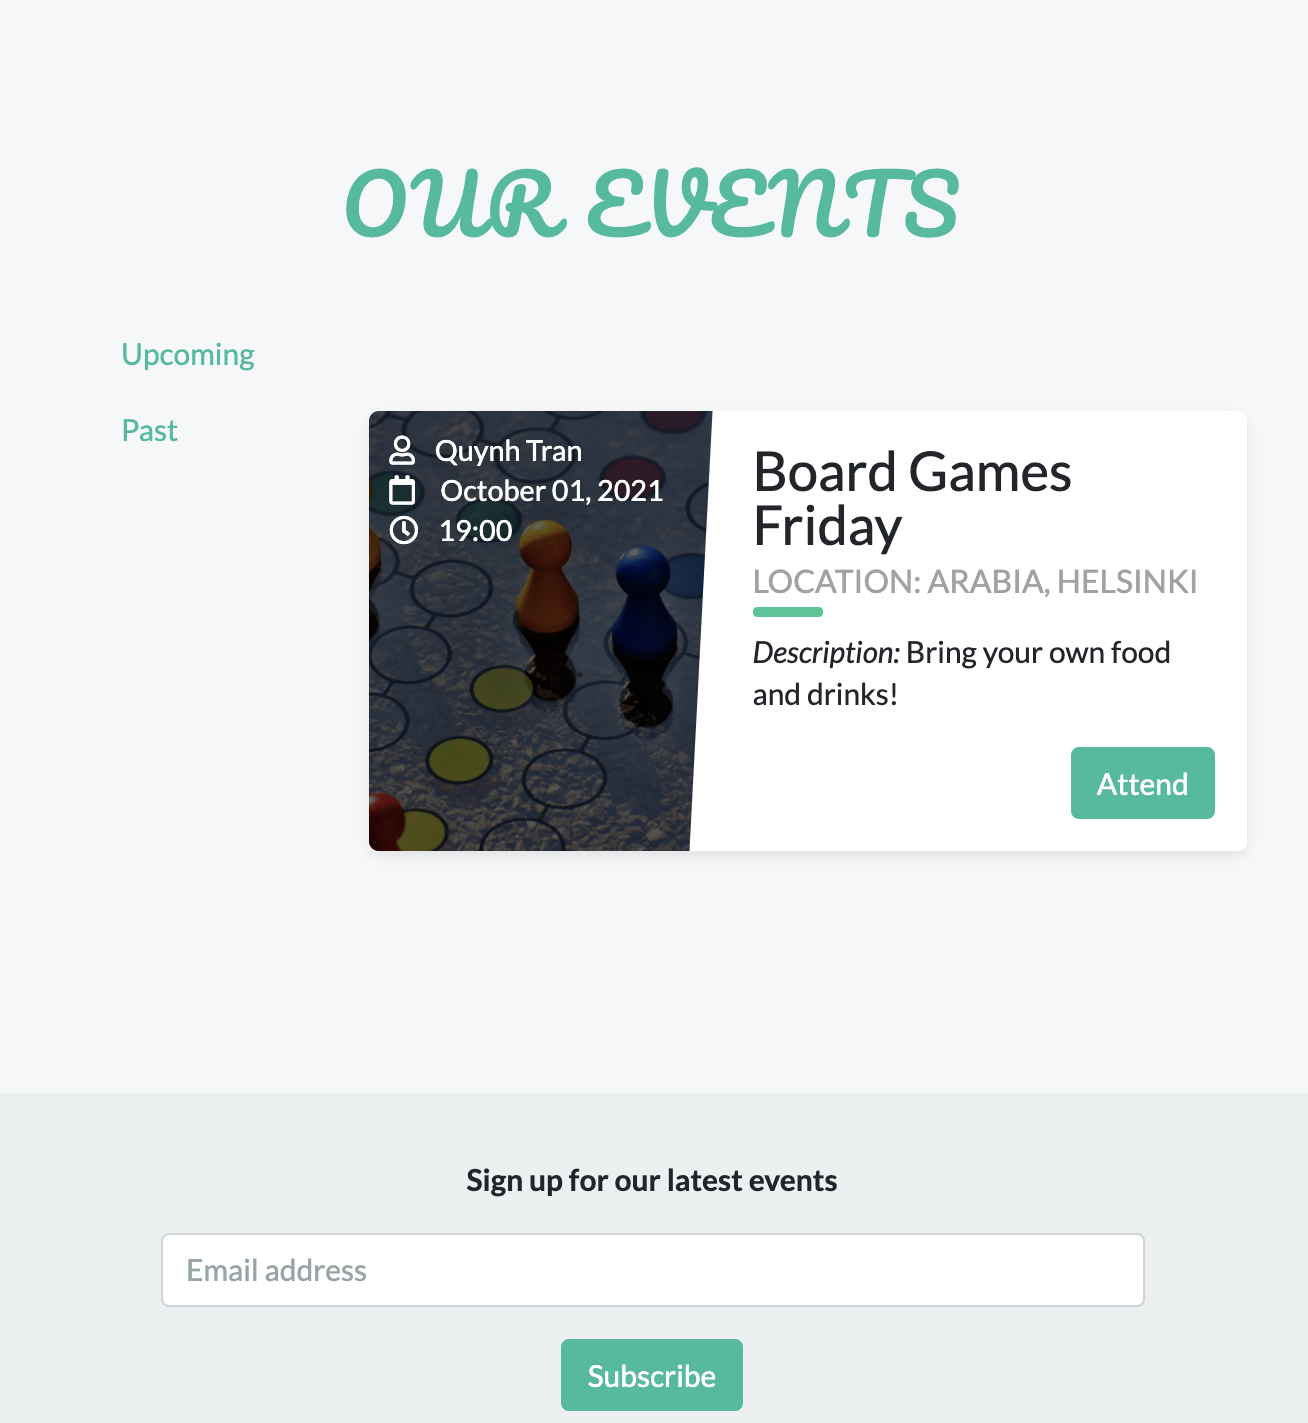 OUR EVENTS
Upcoming
Past
Quynh Tran
October 01, 2021
19:00
Board Games
Friday
LOCATION: ARABIA, HELSINKI
Description: Bring your own food
and drinks!
Attend
Sign up for our latest events
Email address
Subscribe